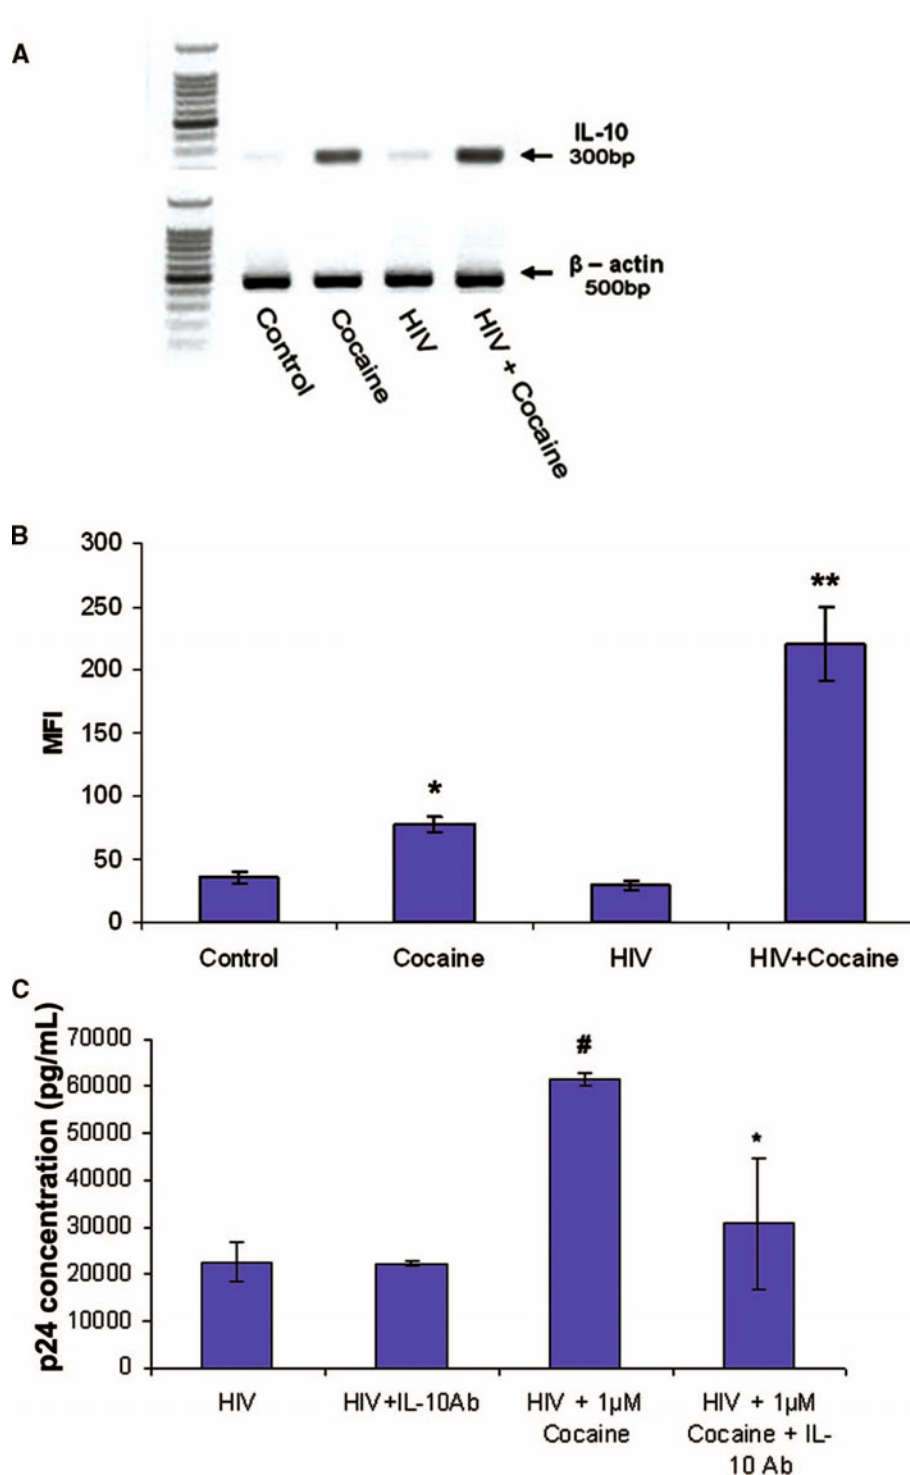 A
IL-10
300bp
β – actin
500bp
Control
Cocaine
HIV
HIV + Cocaine
B
MFI
300
250
200
150
100
50
0
*
**
Control
Cocaine
HIV
HIV+Cocaine
C
p24 concentration (pg/mL)
70000
60000
50000
40000
30000
20000
10000
0
#
*
HIV
HIV+IL-10Ab
HIV + 1µM
Cocaine
HIV + 1µM
Cocaine + IL-
10 Ab